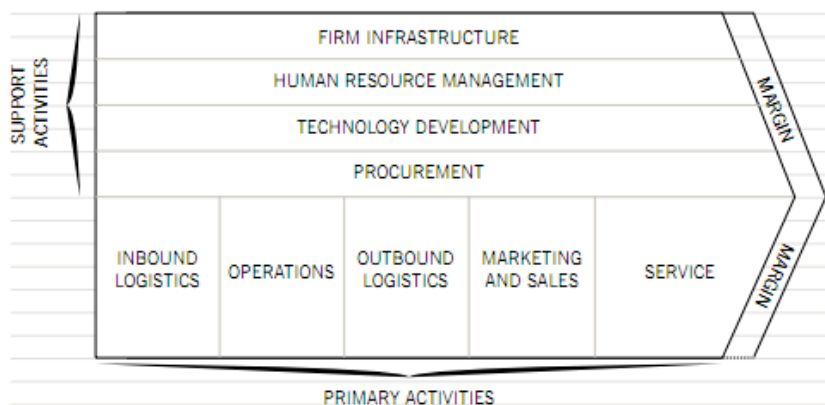 FIRM INFRASTRUCTURE
HUMAN RESOURCE MANAGEMENT
TECHNOLOGY DEVELOPMENT
PROCUREMENT
SUPPORT
ACTIVITIES
MARGIN
INBOUND
LOGISTICS
OPERATIONS
OUTBOUND
LOGISTICS
MARKETING
AND SALES
SERVICE
MARGIN
PRIMARY ACTIVITIES